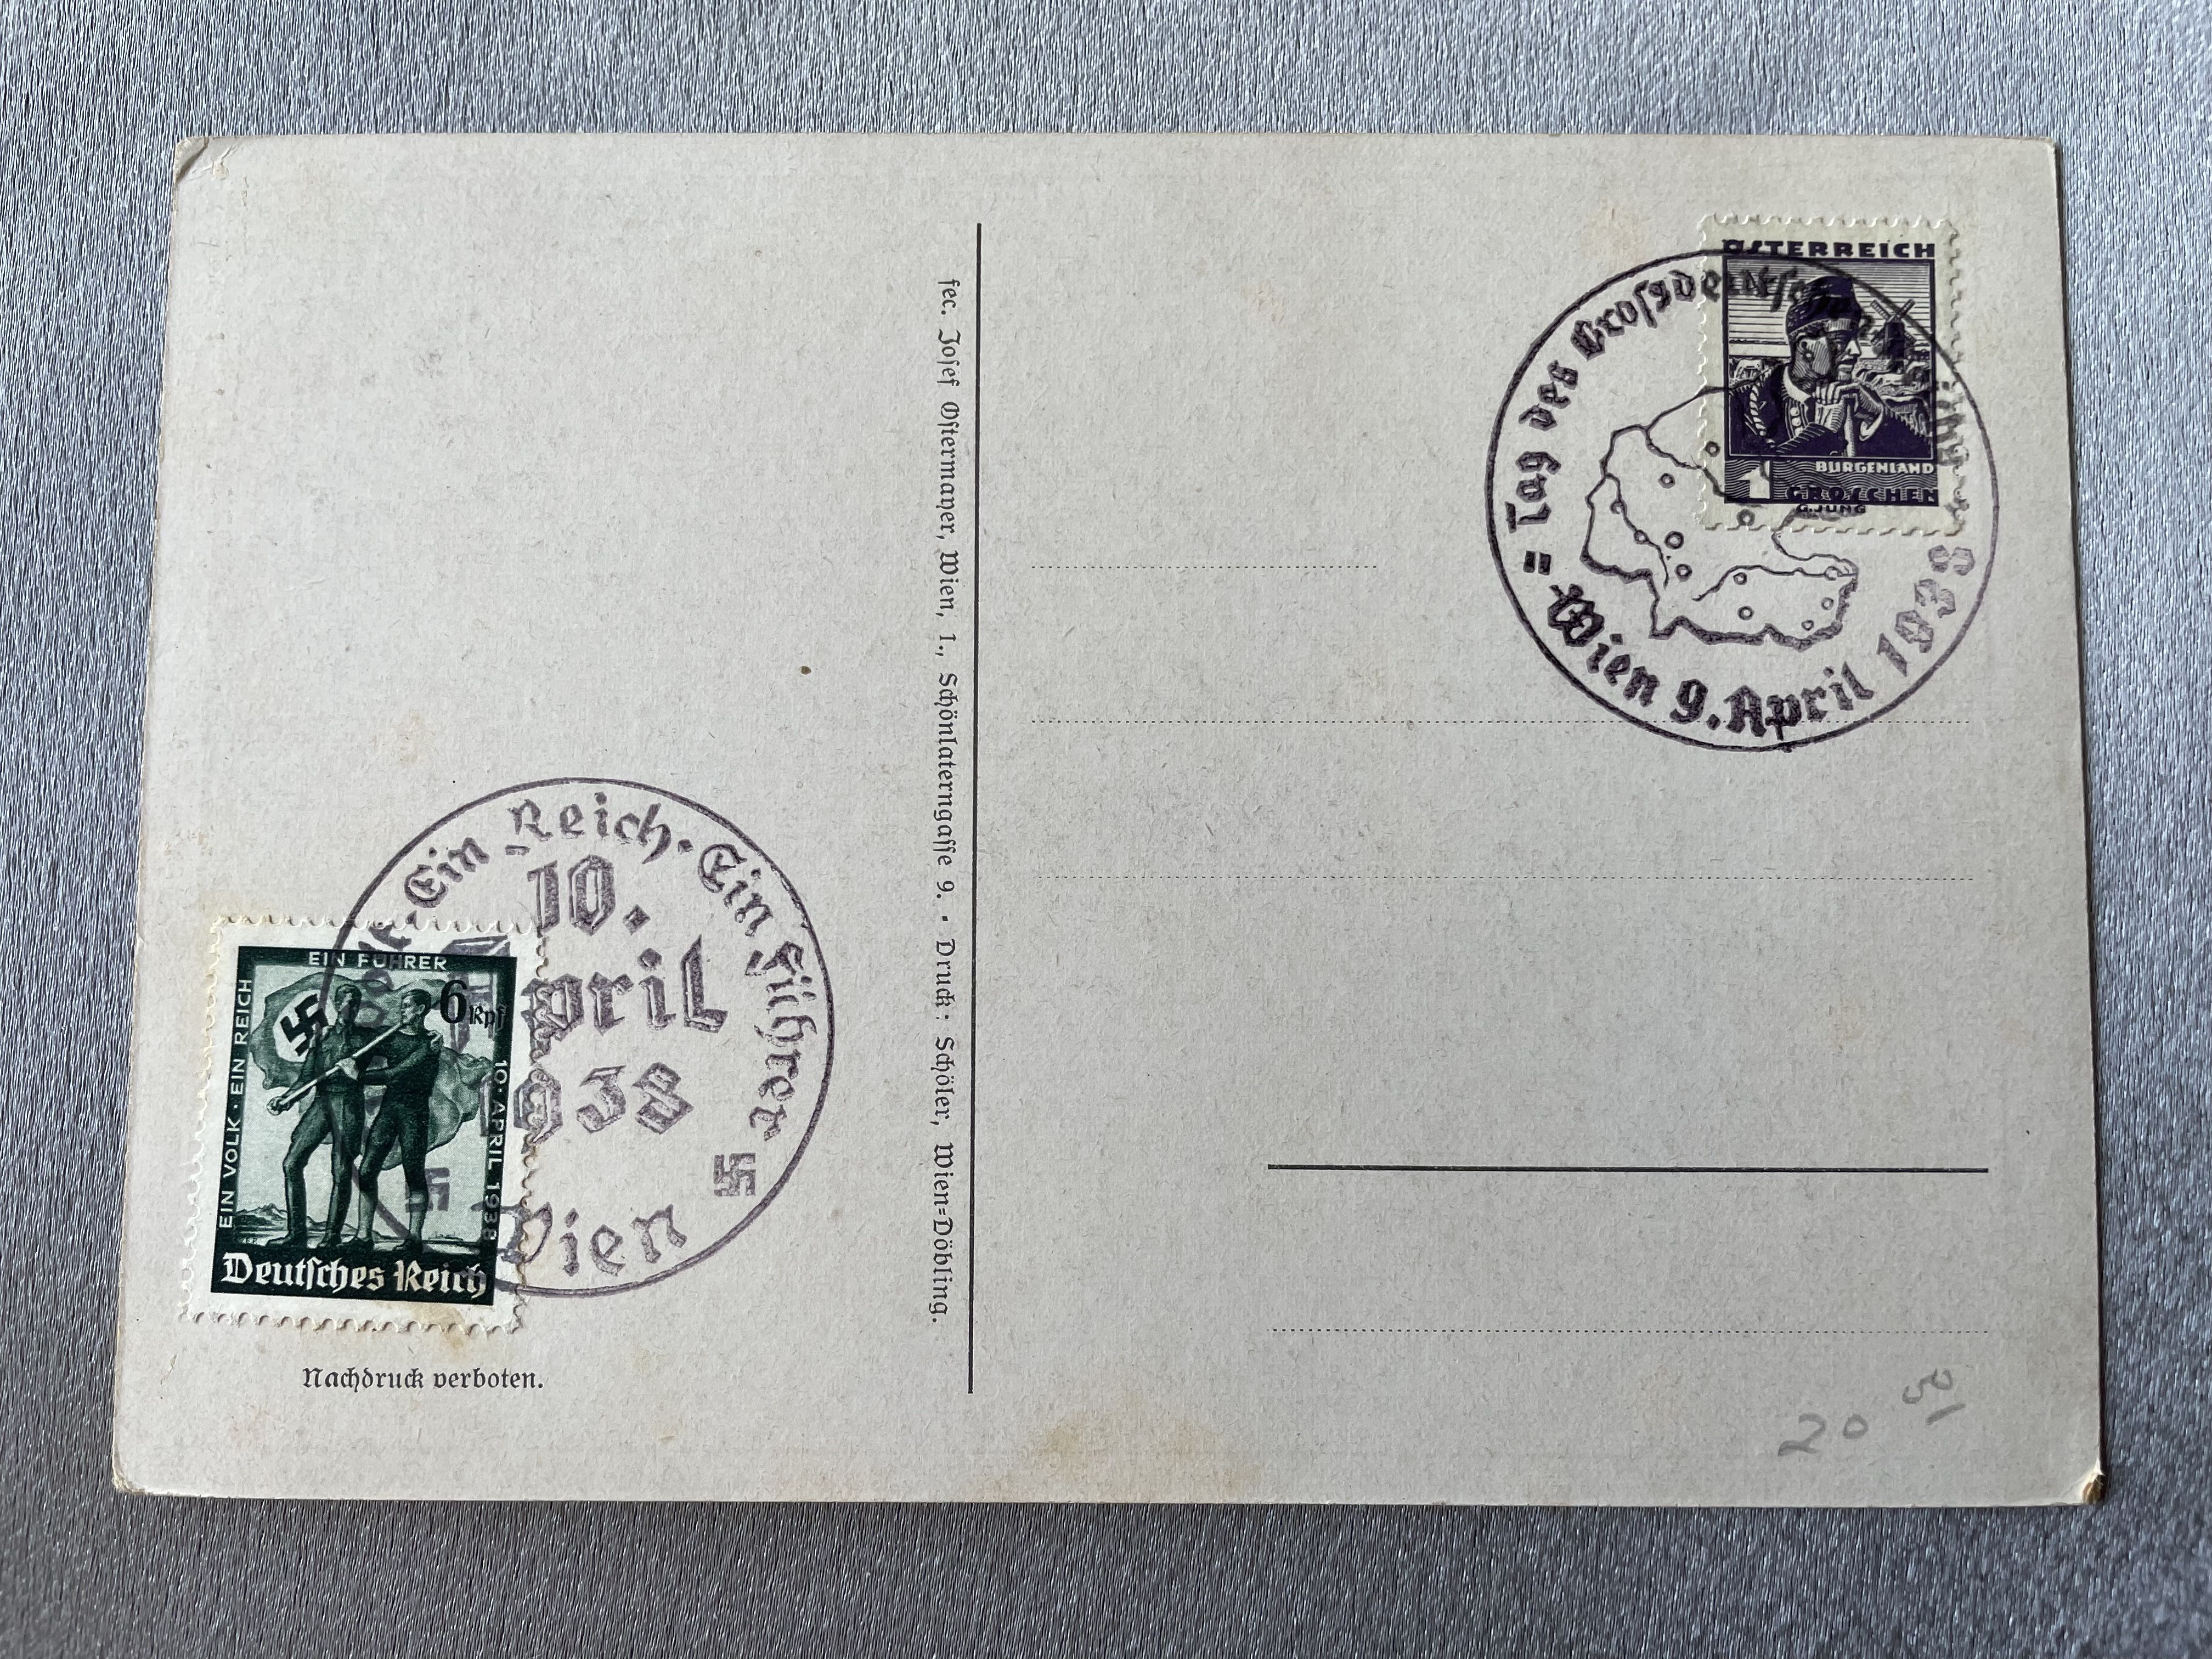 ÖSTERREICH
BURGENLAND
1 GROSCHEN
G.JUNG
Tag des Großdeutschen
= Wien 9. April 1938
fec. Josef Ostermayer, Wien, 1., Schönlaterngasse 9. • Druck: Schöler, Wien=Döbling.
Ein Reich · Ein Führer
10.
April
1938
Wien
EIN VOLK · EIN REICH
EIN FÜHRER
10 · APRIL 1938
6 Rpf
Deutsches Reich
Nachdruck verboten.
20